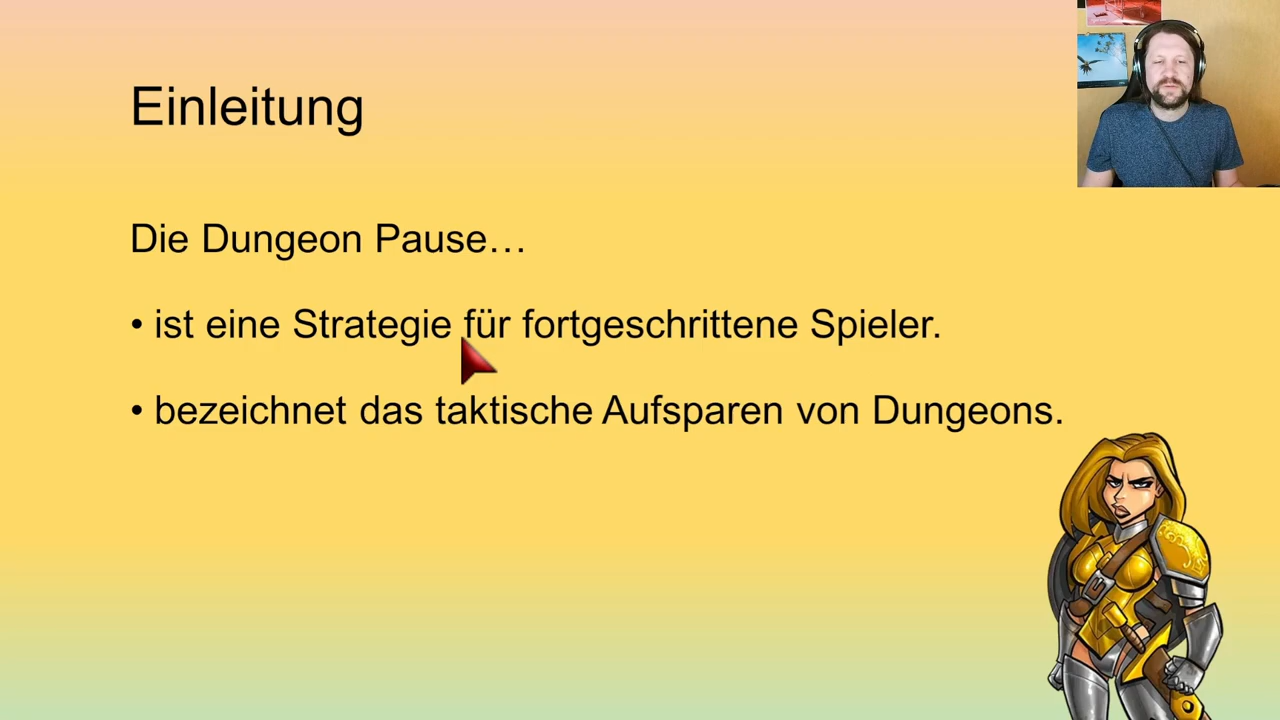 Einleitung
Die Dungeon Pause…
• ist eine Strategie für fortgeschrittene Spieler.
• bezeichnet das taktische Aufsparen von Dungeons.